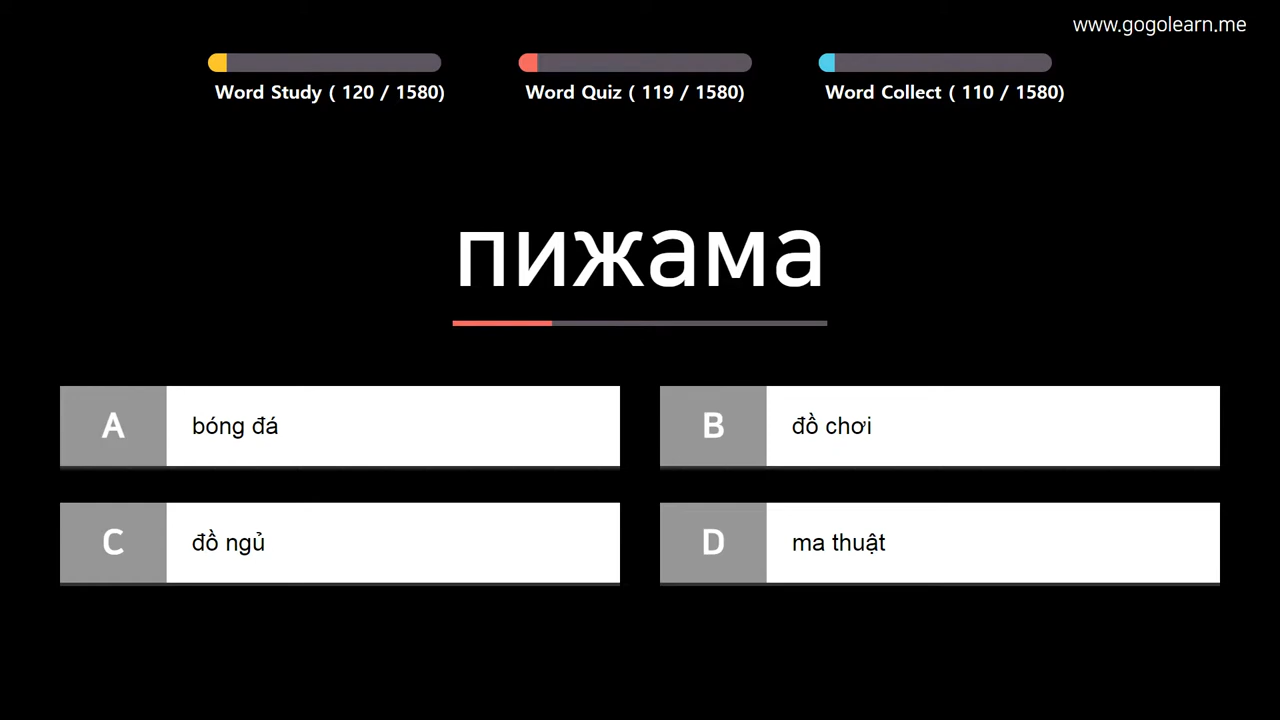 www.gogolearn.me
Word Study ( 120 / 1580)
Word Quiz ( 119 / 1580)
Word Collect ( 110 / 1580)
пижама
A bóng đá
B đồ chơi
C đồ ngủ
D ma thuật